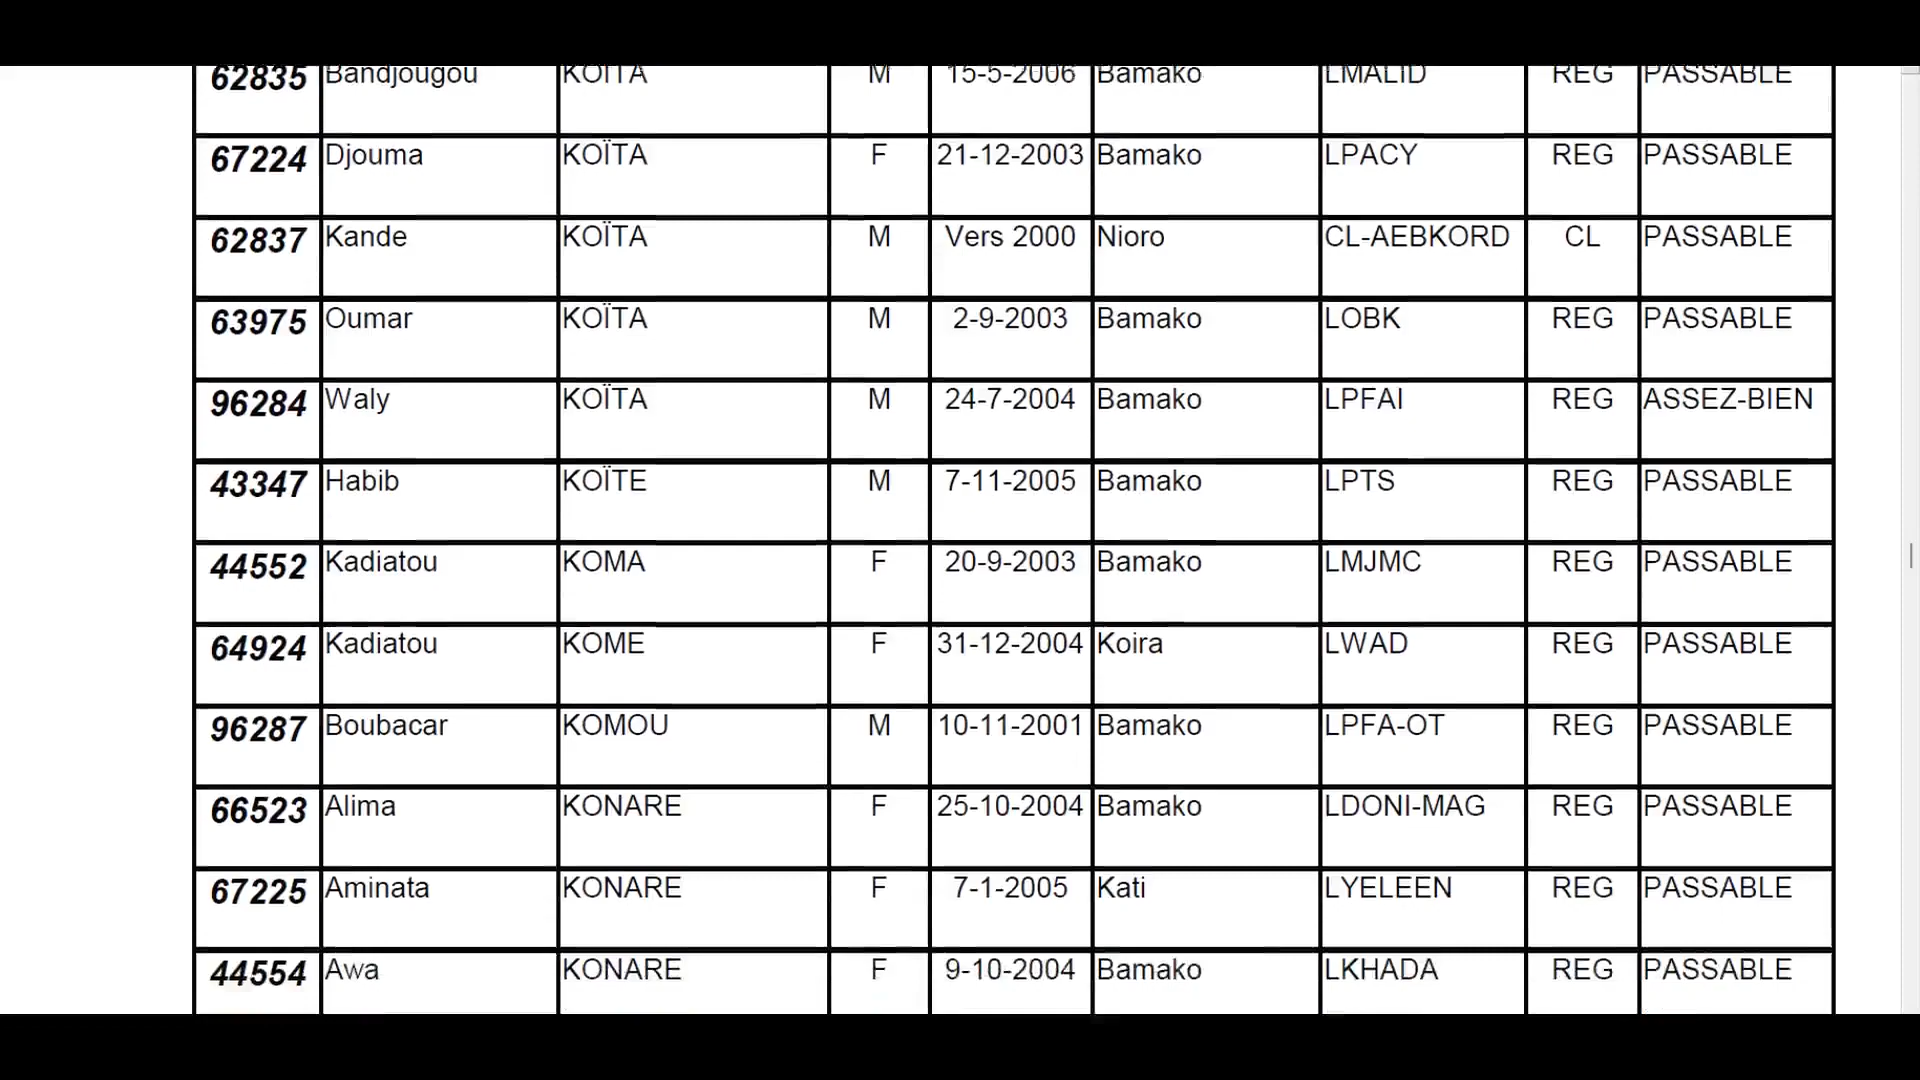 62835 Bandjougou KOÏTA M 15-5-2006 Bamako LMALID REG PASSABLE
67224 Djouma KOÏTA F 21-12-2003 Bamako LPACY REG PASSABLE
62837 Kande KOÏTA M Vers 2000 Nioro CL-AEBKORD CL PASSABLE
63975 Oumar KOÏTA M 2-9-2003 Bamako LOBK REG PASSABLE
96284 Waly KOÏTA M 24-7-2004 Bamako LPFAI REG ASSEZ-BIEN
43347 Habib KOÏTE M 7-11-2005 Bamako LPTS REG PASSABLE
44552 Kadiatou KOMA F 20-9-2003 Bamako LMJMC REG PASSABLE
64924 Kadiatou KOME F 31-12-2004 Koira LWAD REG PASSABLE
96287 Boubacar KOMOU M 10-11-2001 Bamako LPFA-OT REG PASSABLE
66523 Alima KONARE F 25-10-2004 Bamako LDONI-MAG REG PASSABLE
67225 Aminata KONARE F 7-1-2005 Kati LYELEEN REG PASSABLE
44554 Awa KONARE F 9-10-2004 Bamako LKHADA REG PASSABLE